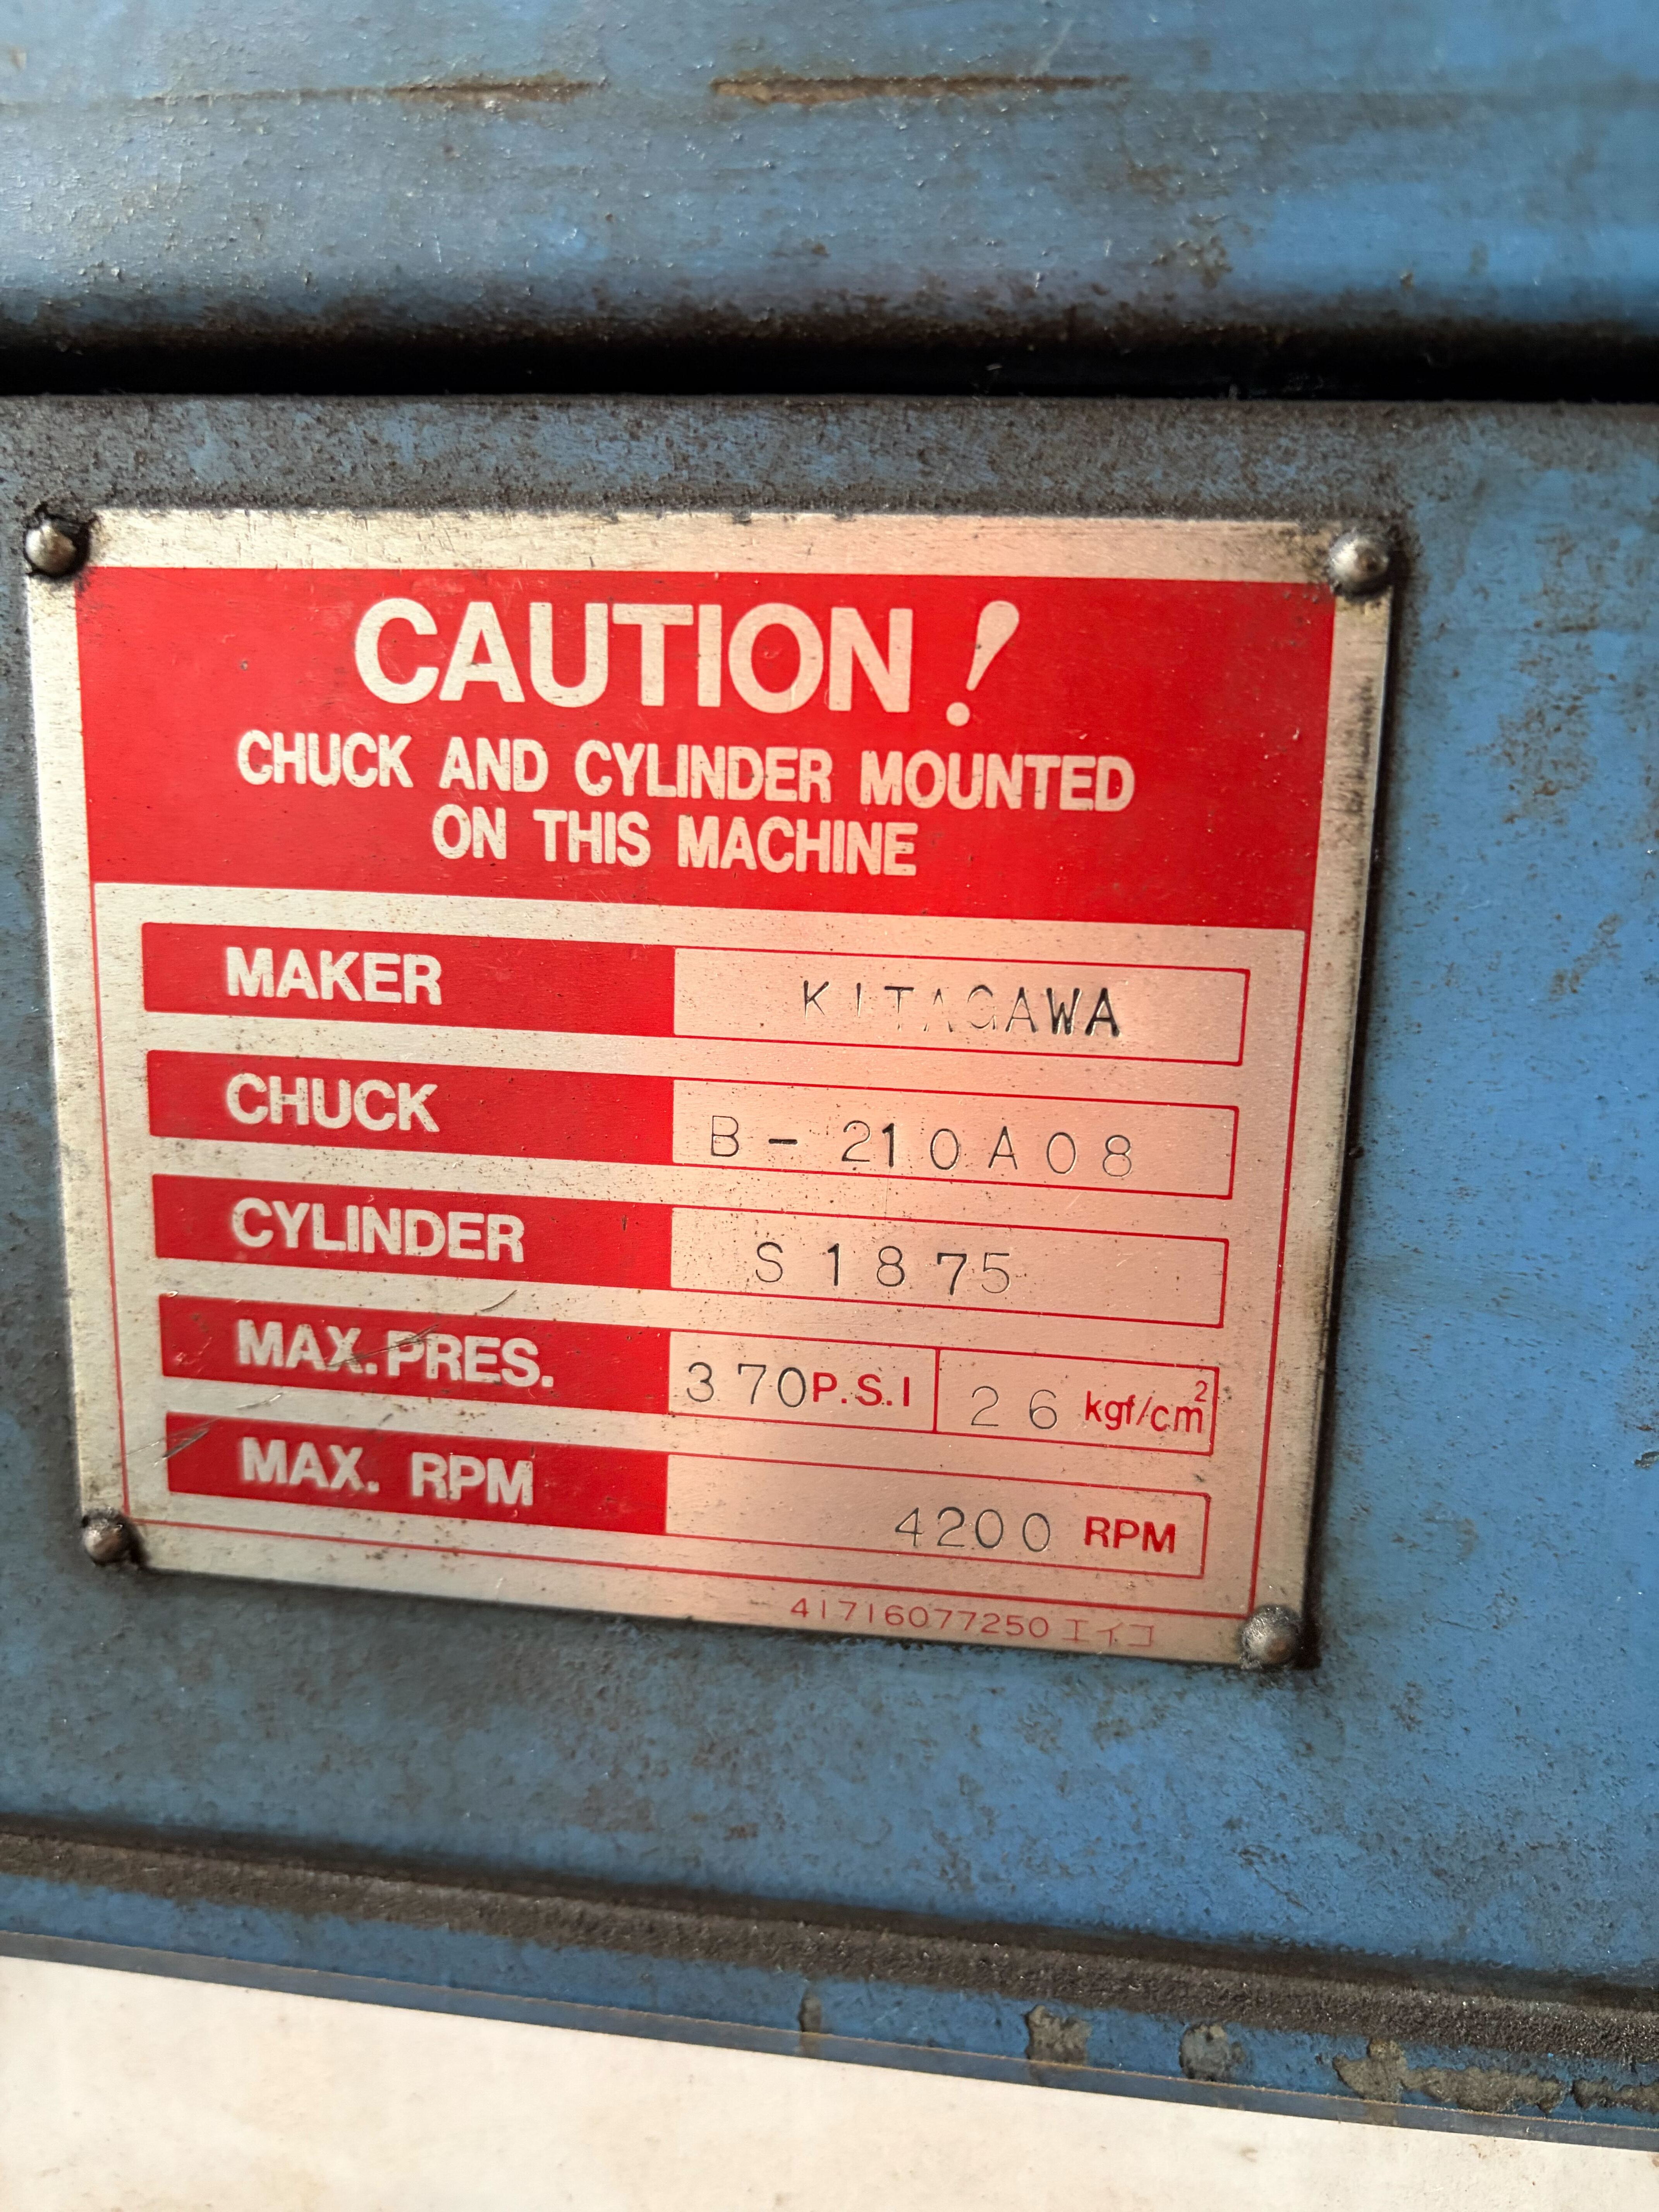 CAUTION!
CHUCK AND CYLINDER MOUNTED
ON THIS MACHINE
MAKER KITAGAWA
CHUCK B-210A08
CYLINDER S1875
MAX.PRES. 370 P.S.I 26 kgf/cm²
MAX. RPM 4200 RPM
41716077250 エイコ